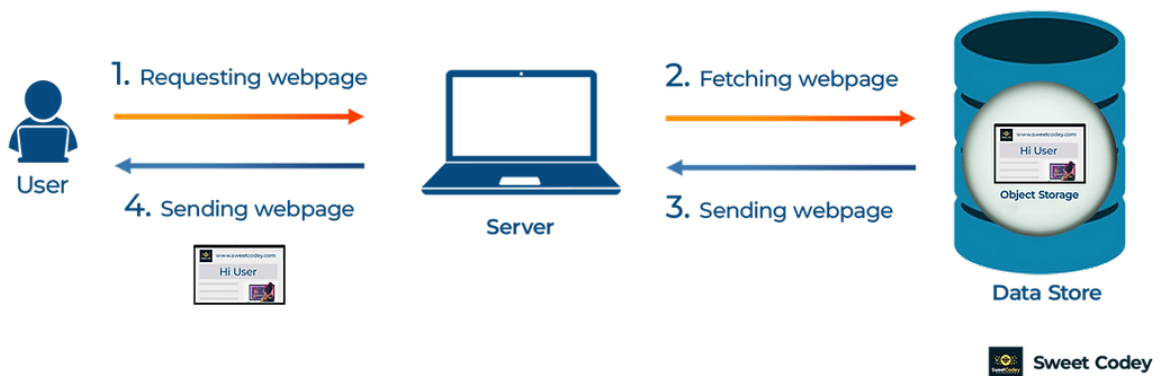 1. Requesting webpage
2. Fetching webpage
www.sweetcodey.com
Hi User
Object Storage
User
4. Sending webpage
Server
3. Sending webpage
www.sweetcodey.com
Hi User
Data Store
SweetCodey
Sweet Codey